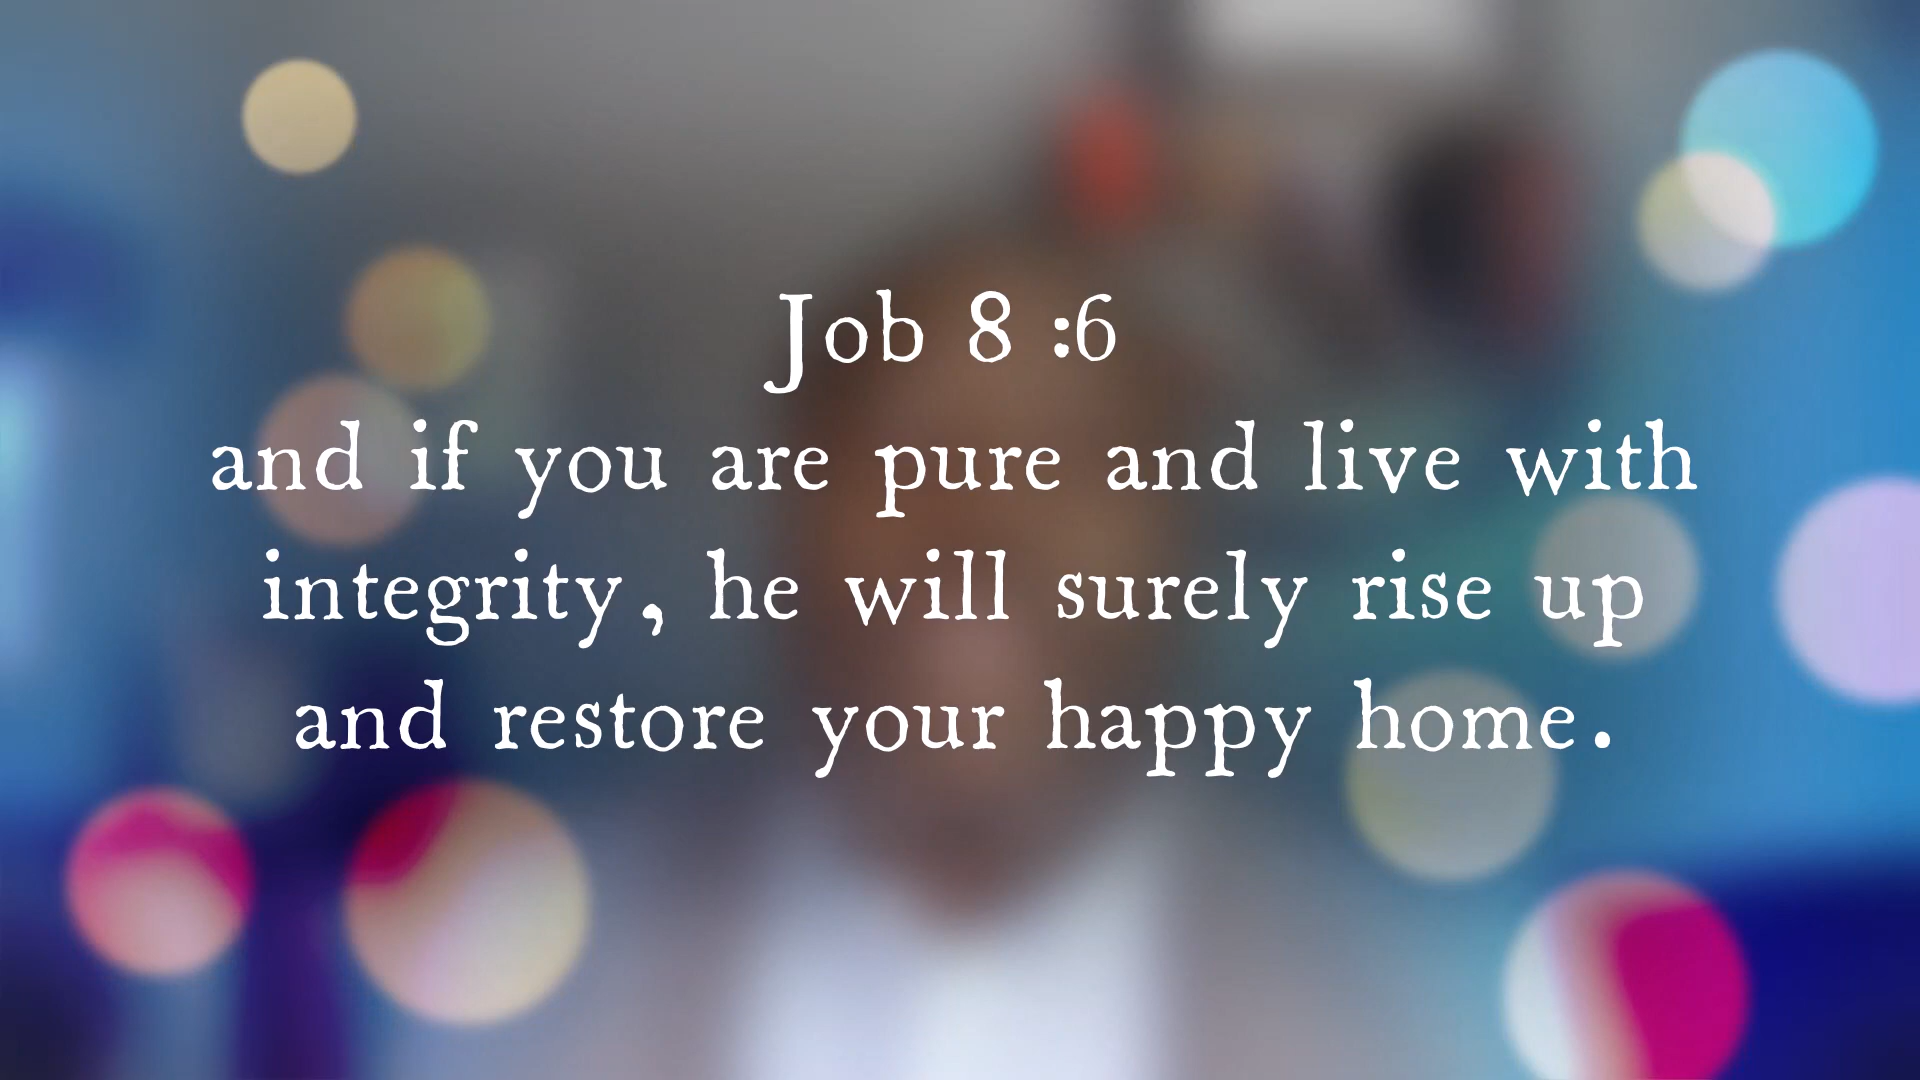 Job 8 :6
and if you are pure and live with
integrity, he will surely rise up
and restore your happy home.